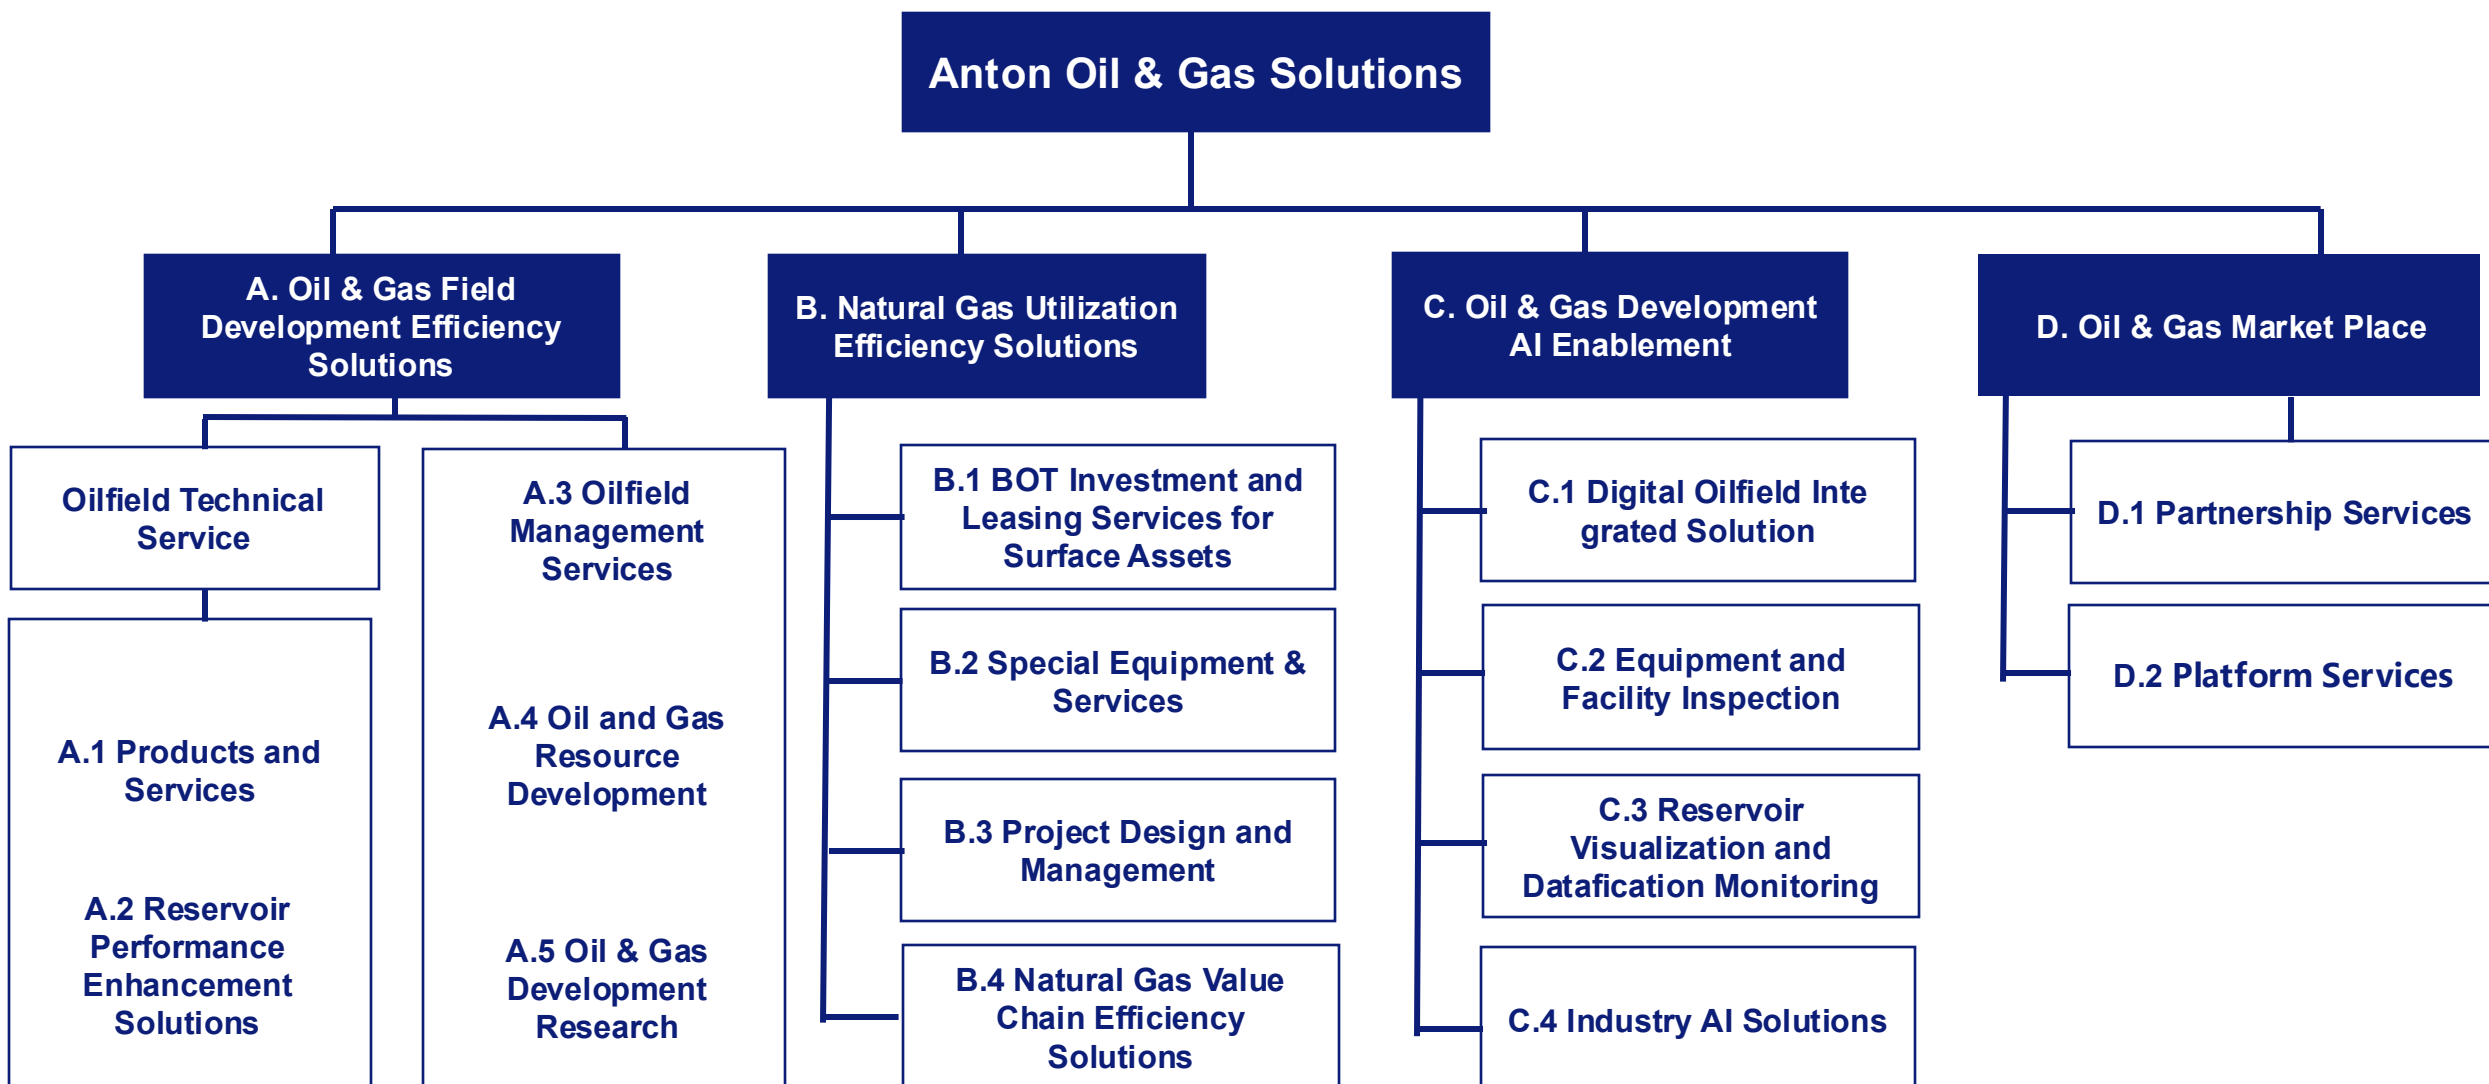 Anton Oil & Gas Solutions
A. Oil & Gas Field
Development Efficiency
Solutions
Oilfield Technical
Service
A.1 Products and
Services
A.2 Reservoir
Performance
Enhancement
Solutions
A.3 Oilfield
Management
Services
A.4 Oil and Gas
Resource
Development
A.5 Oil & Gas
Development
Research
B. Natural Gas Utilization
Efficiency Solutions
B.1 BOT Investment and
Leasing Services for
Surface Assets
B.2 Special Equipment &
Services
B.3 Project Design and
Management
B.4 Natural Gas Value
Chain Efficiency
Solutions
C. Oil & Gas Development
AI Enablement
C.1 Digital Oilfield Inte
grated Solution
C.2 Equipment and
Facility Inspection
C.3 Reservoir
Visualization and
Datafication Monitoring
C.4 Industry AI Solutions
D. Oil & Gas Market Place
D.1 Partnership Services
D.2 Platform Services